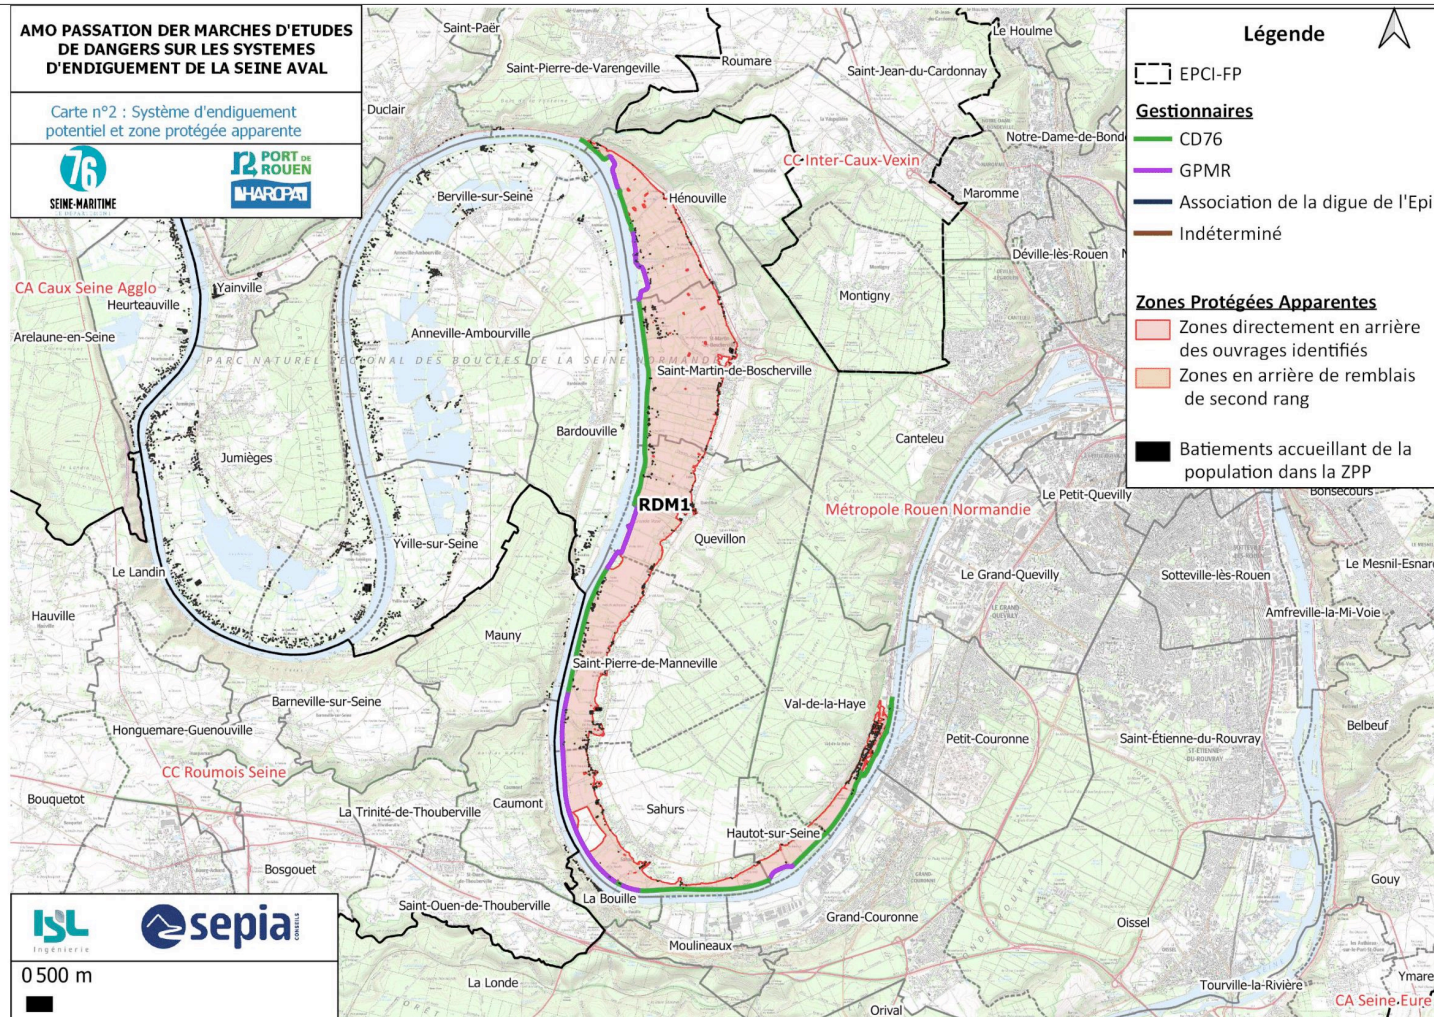 AMO PASSATION DER MARCHES D'ETUDES
DE DANGERS SUR LES SYSTEMES
D'ENDIGUEMENT DE LA SEINE AVAL
Carte n°2 : Système d'endiguement
potentiel et zone protégée apparente
76
SEINE-MARITIME
LE DÉPARTEMENT
PORT DE
ROUEN
HAROPA
Légende
EPCI-FP
Gestionnaires
CD76
GPMR
Association de la digue de l'Epi
Indéterminé
Zones Protégées Apparentes
Zones directement en arrière
des ouvrages identifiés
Zones en arrière de remblais
de second rang
Batiements accueillant de la
population dans la ZPP
Saint-Paër
Le Houlme
Roumare
Saint-Pierre-de-Varengeville
Saint-Jean-du-Cardonnay
Duclair
Notre-Dame-de-Bond
CC Inter-Caux-Vexin
Maromme
Berville-sur-Seine
Hénouville
Déville-lès-Rouen
CA Caux Seine Agglo
Yainville
Heurteauville
Montigny
Arelaune-en-Seine
Anneville-Ambourville
PARC NATUREL RÉGIONAL DES BOUCLES DE LA SEINE NORMANDE
Saint-Martin-de-Boscherville
Bardouville
Canteleu
Jumièges
Le Petit-Quevilly
Bonsecours
RDM1
Métropole Rouen Normandie
Quevillon
Yville-sur-Seine
Le Landin
Le Grand-Quevilly
Sotteville-lès-Rouen
Le Mesnil-Esnard
Hauville
Amfreville-la-Mi-Voie
Mauny
Saint-Pierre-de-Manneville
Barneville-sur-Seine
Val-de-la-Haye
Honguemare-Guenouville
Petit-Couronne
Saint-Étienne-du-Rouvray
Belbeuf
CC Roumois Seine
Bouquetot
Caumont
La Trinité-de-Thouberville
Sahurs
Hautot-sur-Seine
Bosgouet
Gouy
La Bouille
Saint-Ouen-de-Thouberville
Grand-Couronne
Oissel
Moulineaux
La Londe
Ymare
Tourville-la-Rivière
CA Seine Eure
Orival
ISL
Ingénierie
sepia
CONSEILS
0 500 m